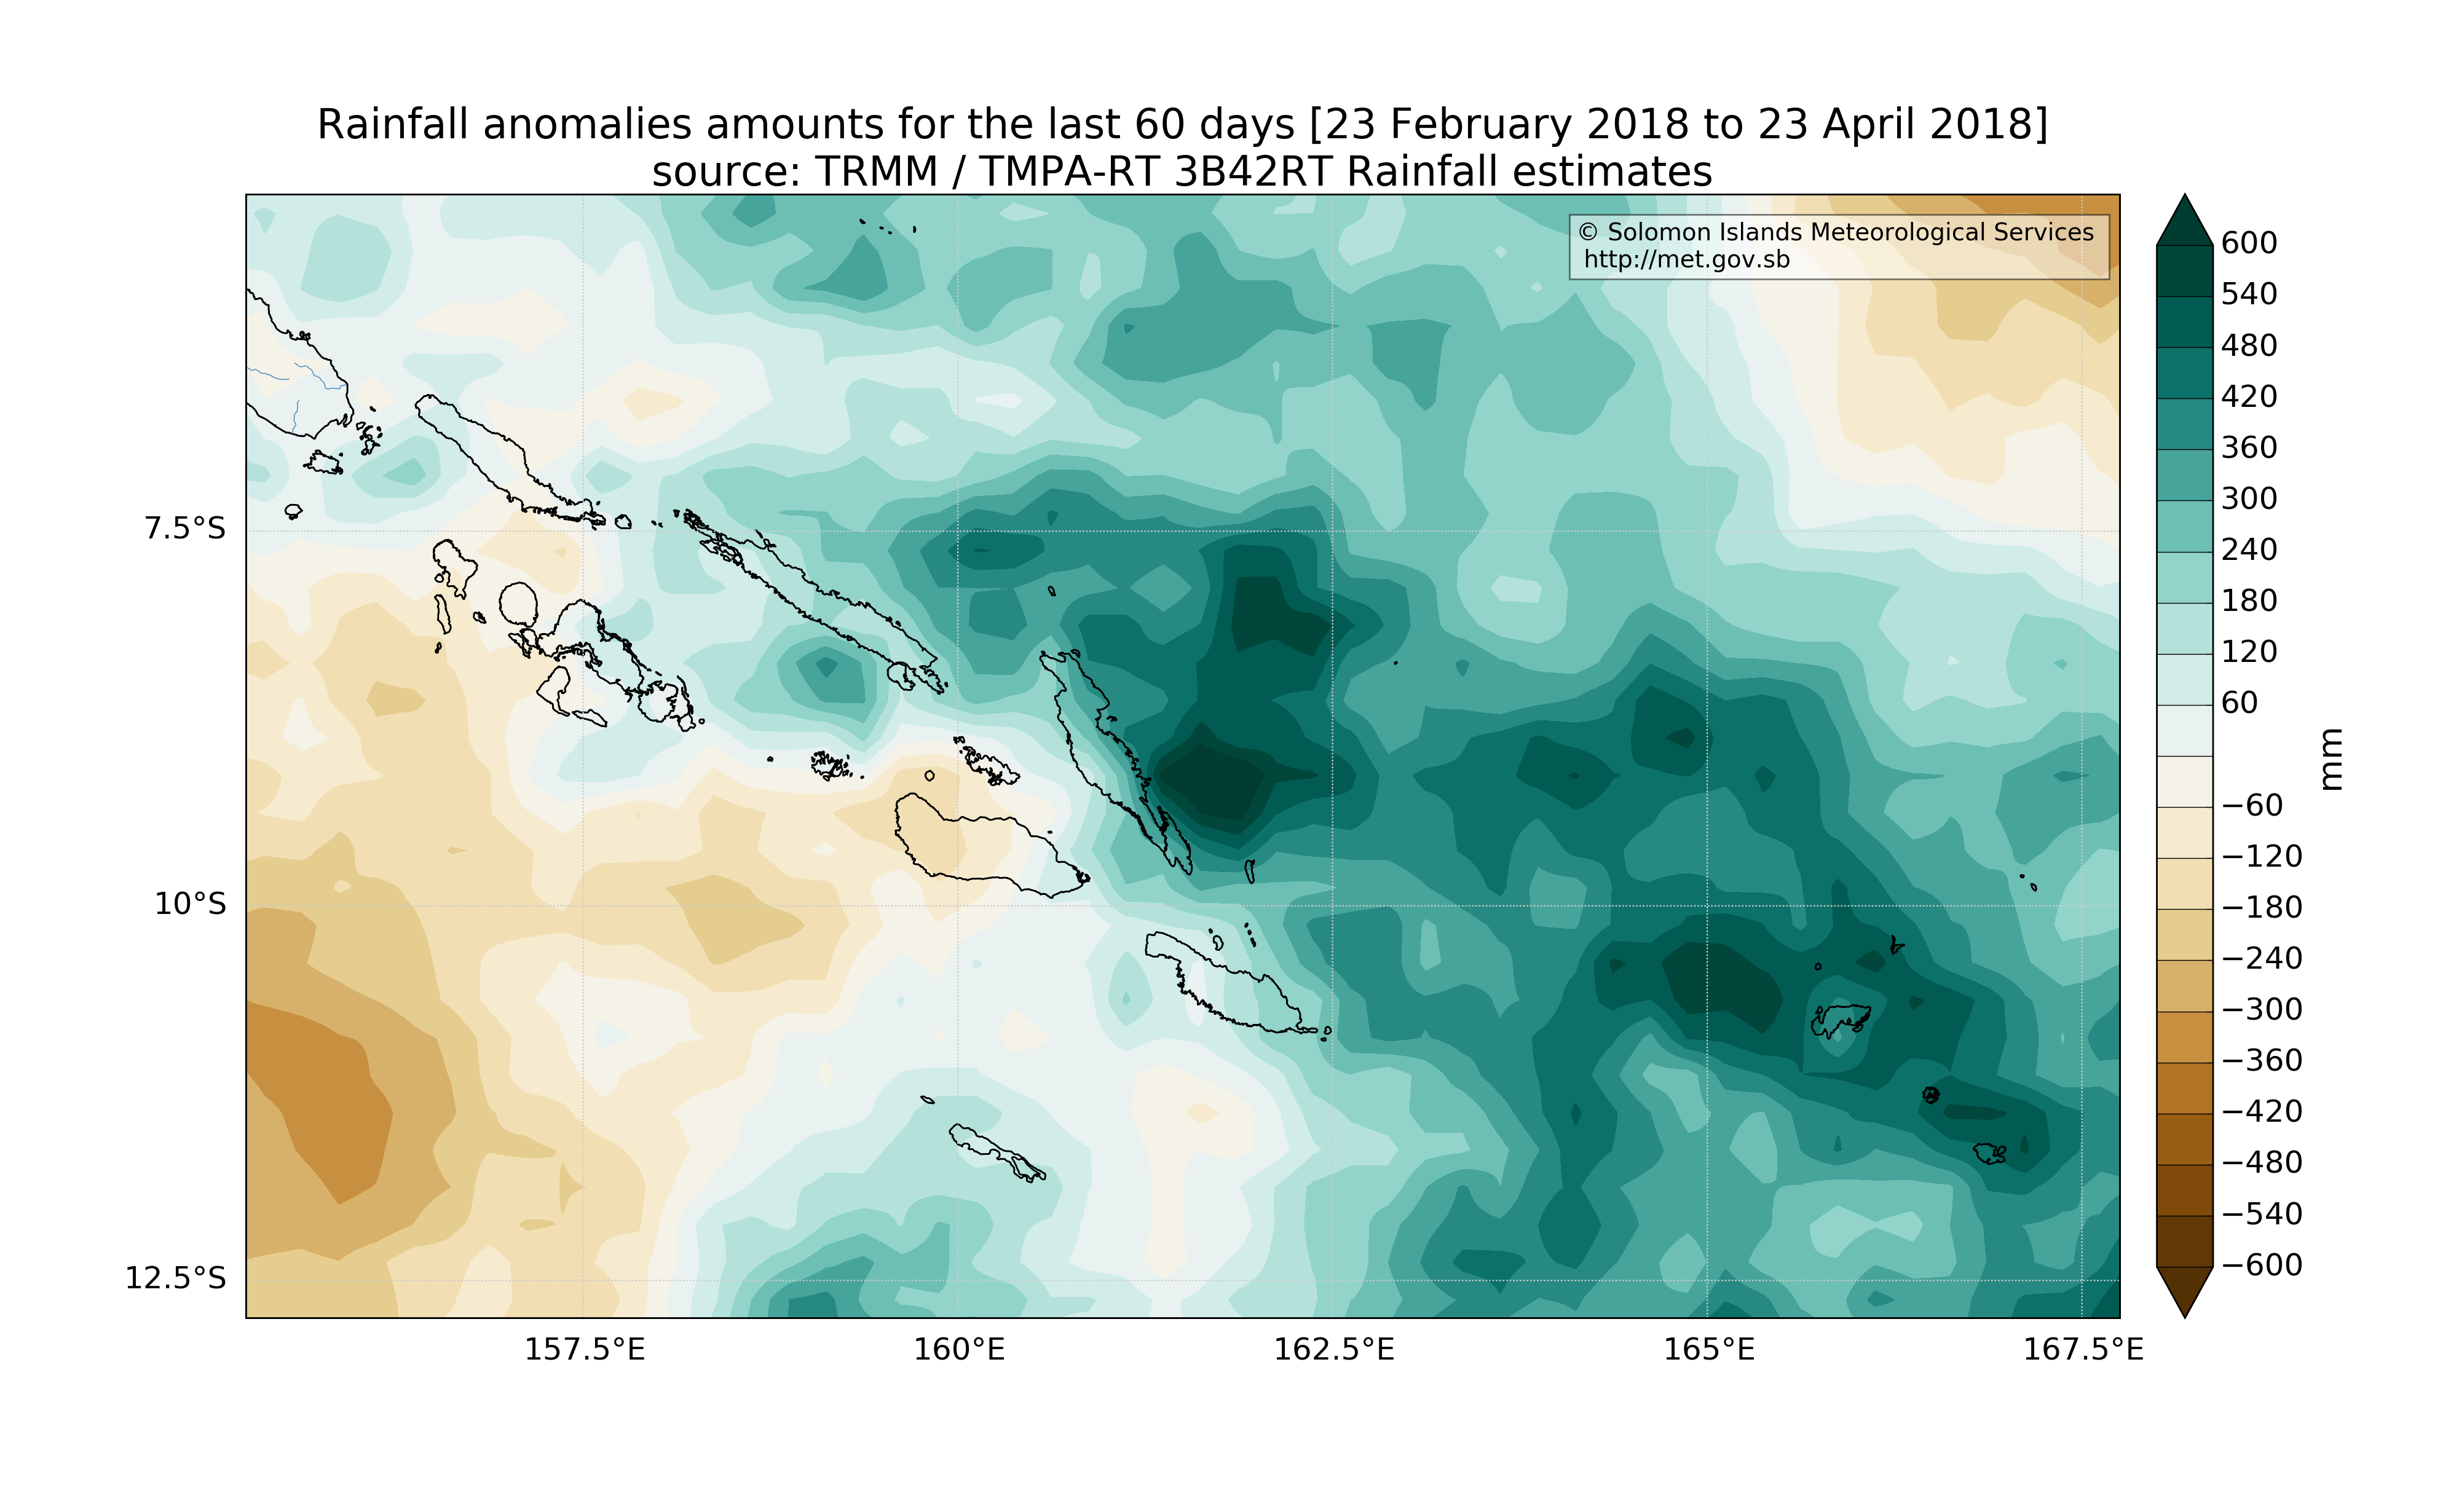 Rainfall anomalies amounts for the last 60 days [23 February 2018 to 23 April 2018]
source: TRMM / TMPA-RT 3B42RT Rainfall estimates
© Solomon Islands Meteorological Services
http://met.gov.sb
7.5°S
10°S
12.5°S
157.5°E
160°E
162.5°E
165°E
167.5°E
600
540
480
420
360
300
240
180
120
60
−60
−120
−180
−240
−300
−360
−420
−480
−540
−600
mm